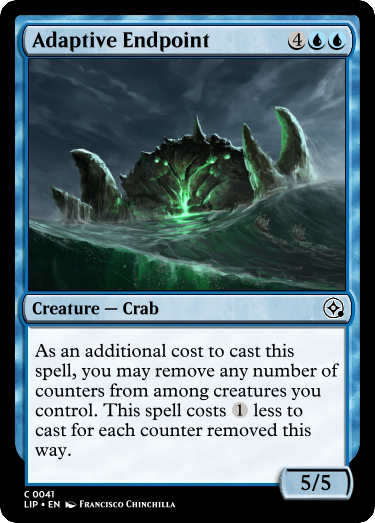 Adaptive Endpoint 4
Creature — Crab
As an additional cost to cast this
spell, you may remove any number of
counters from among creatures you
control. This spell costs 1 less to
cast for each counter removed this
way.
5/5
C 0041
LIP • EN Francisco Chinchilla